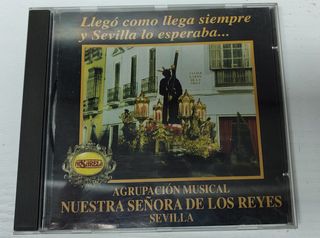 Llegó como llega siempre
y Sevilla lo esperaba...
AGRUPACIÓN MUSICAL
NUESTRA SEÑORA DE LOS REYES
SEVILLA